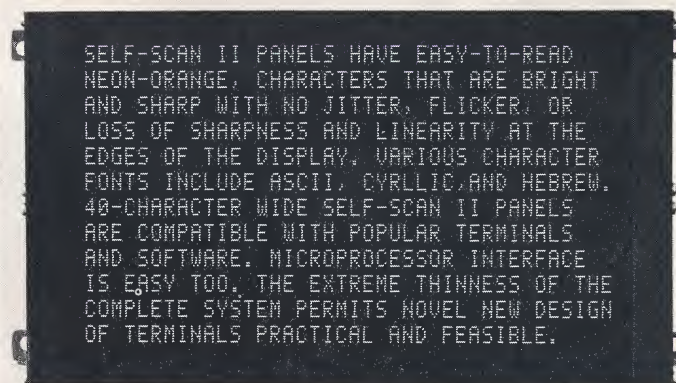 SELF-SCAN II PANELS HAVE EASY-TO-READ
NEON-ORANGE, CHARACTERS THAT ARE BRIGHT
AND SHARP WITH NO JITTER, FLICKER, OR
LOSS OF SHARPNESS AND LINEARITY AT THE
EDGES OF THE DISPLAY. VARIOUS CHARACTER
FONTS INCLUDE ASCII, CYRLLIC,AND HEBREW.
40-CHARACTER WIDE SELF-SCAN II PANELS
ARE COMPATIBLE WITH POPULAR TERMINALS
AND SOFTWARE. MICROPROCESSOR INTERFACE
IS EASY TOO. THE EXTREME THINNESS OF THE
COMPLETE SYSTEM PERMITS NOVEL NEW DESIGN
OF TERMINALS PRACTICAL AND FEASIBLE.